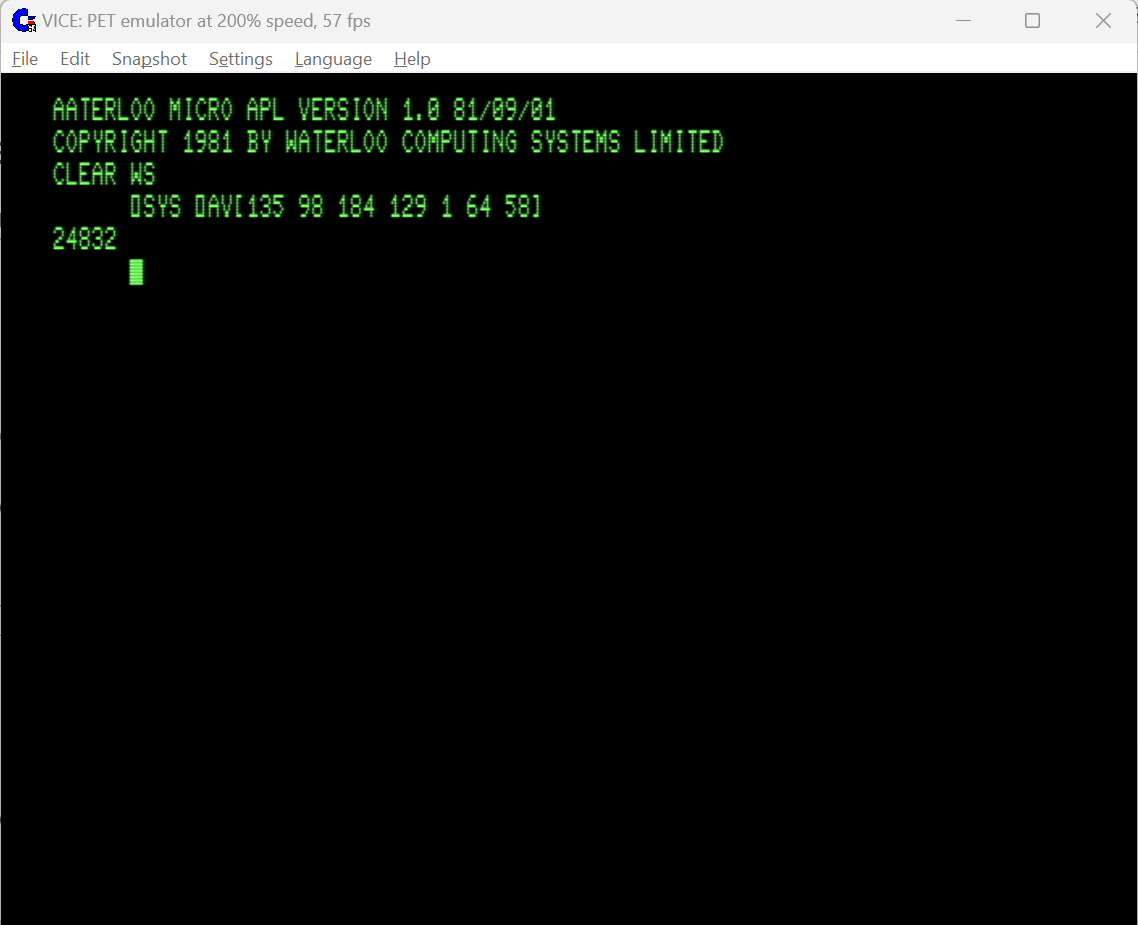 VICE: PET emulator at 200% speed, 57 fps
File Edit Snapshot Settings Language Help
AATERLOO MICRO APL VERSION 1.0 81/09/01
COPYRIGHT 1981 BY WATERLOO COMPUTING SYSTEMS LIMITED
CLEAR WS
⎕SYS ⎕AV[135 98 184 129 1 64 58]
24832